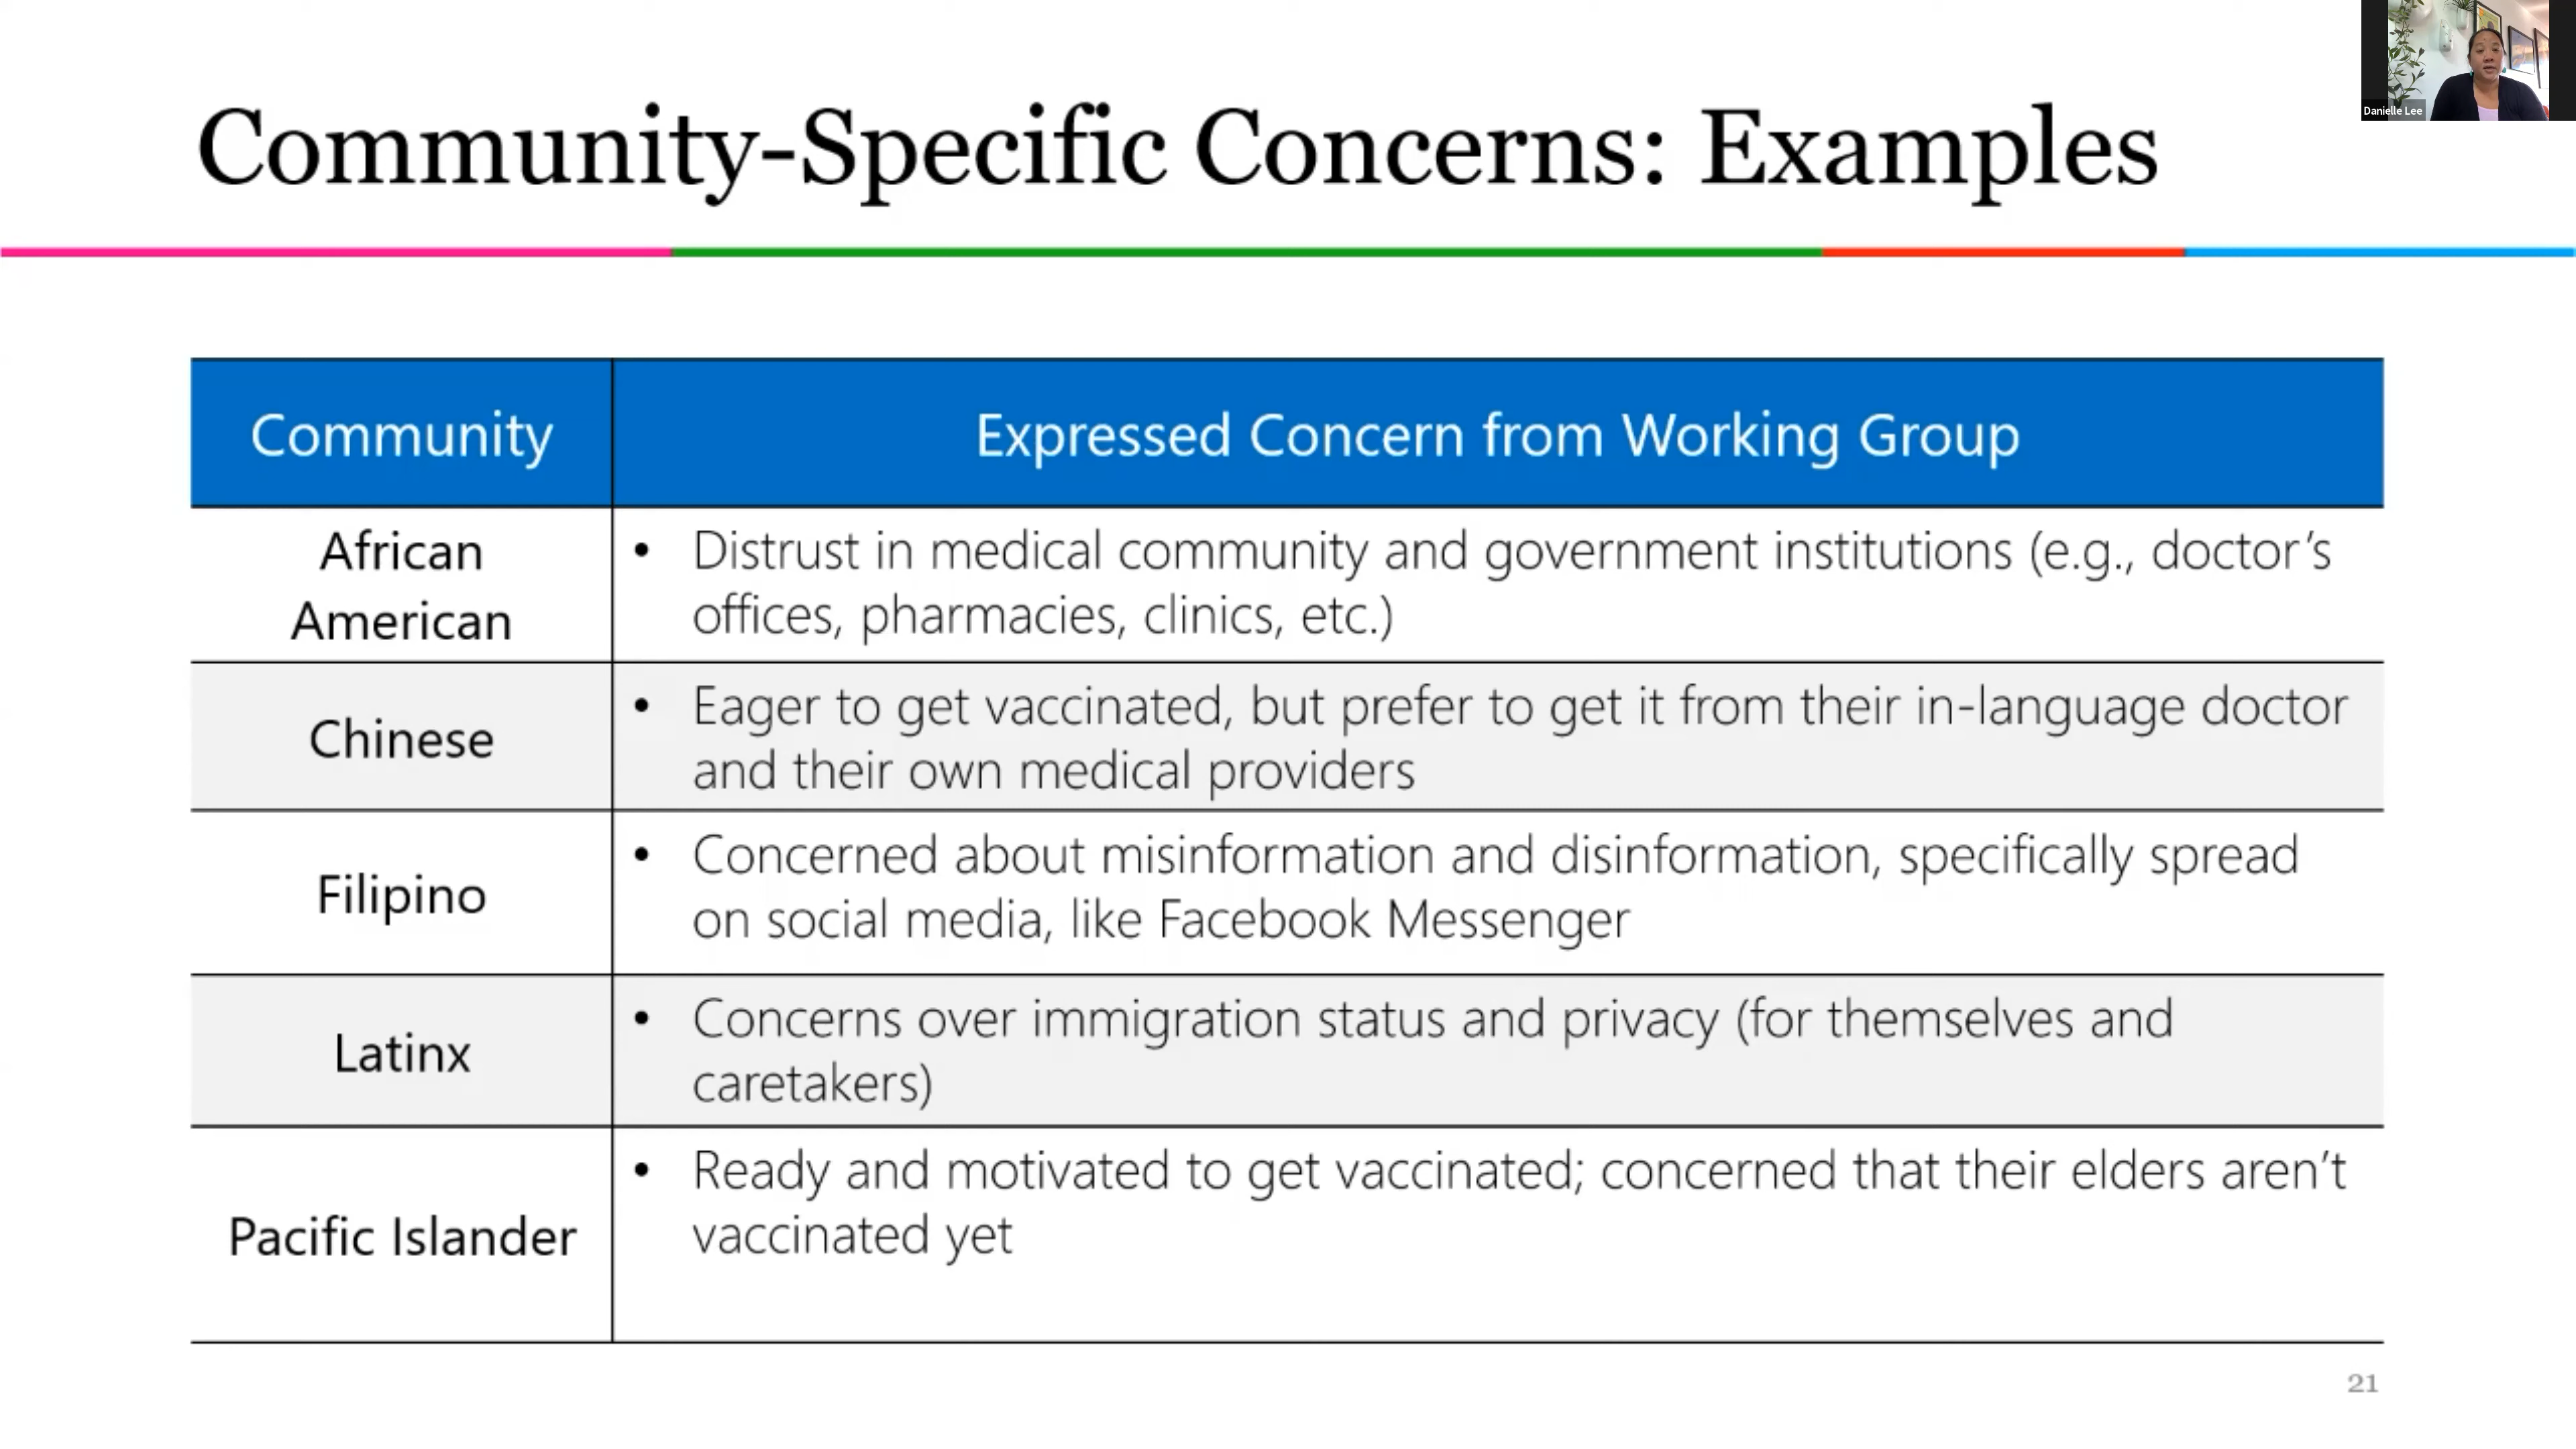 Danielle Lee
Community-Specific Concerns: Examples
Community
Expressed Concern from Working Group
African
American
• Distrust in medical community and government institutions (e.g., doctor’s
offices, pharmacies, clinics, etc.)
Chinese
• Eager to get vaccinated, but prefer to get it from their in-language doctor
and their own medical providers
Filipino
• Concerned about misinformation and disinformation, specifically spread
on social media, like Facebook Messenger
Latinx
• Concerns over immigration status and privacy (for themselves and
caretakers)
Pacific Islander
• Ready and motivated to get vaccinated; concerned that their elders aren’t
vaccinated yet
21